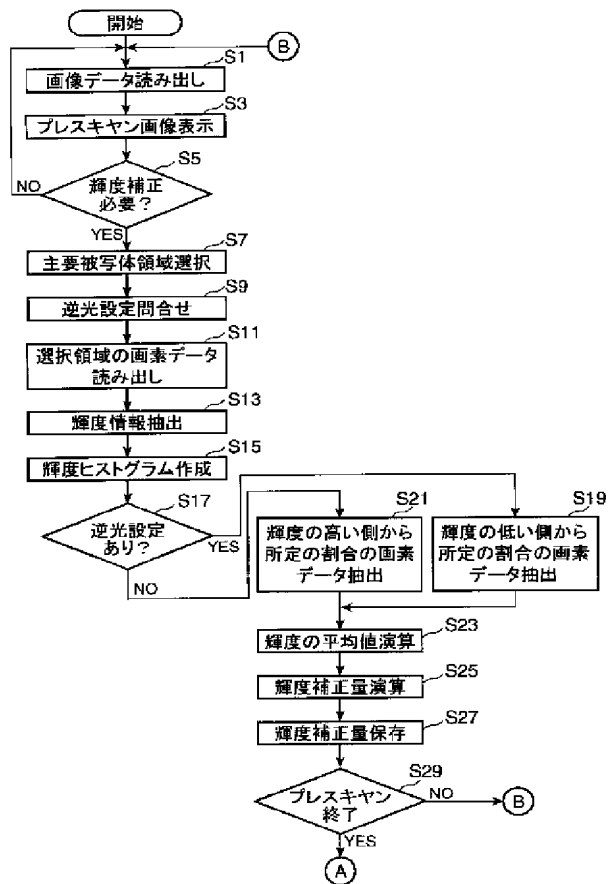 開始
B
S1
画像データ読み出し
S3
プレスキャン画像表示
S5
輝度補正
必要？
NO
YES
S7
主要被写体領域選択
S9
逆光設定問合せ
S11
選択領域の画素データ
読み出し
S13
輝度情報抽出
S15
輝度ヒストグラム作成
S17
逆光設定
あり？
YES
NO
S21
輝度の高い側から
所定の割合の画素
データ抽出
S19
輝度の低い側から
所定の割合の画素
データ抽出
S23
輝度の平均値演算
S25
輝度補正量演算
S27
輝度補正量保存
S29
プレスキャン
終了
NO
B
YES
A